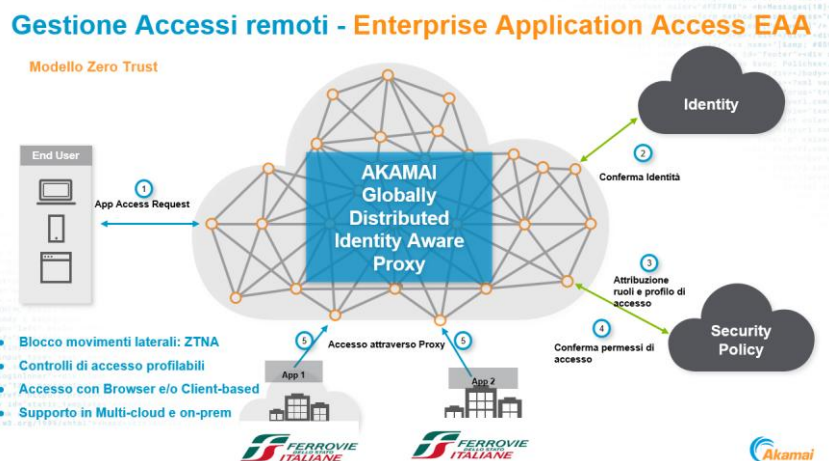 Gestione Accessi remoti - Enterprise Application Access EAA
Modello Zero Trust
End User
1
App Access Request
AKAMAI
Globally
Distributed
Identity Aware
Proxy
Identity
2
Conferma Identità
3
Attribuzione
ruoli e profilo di
accesso
4
Conferma permessi di
accesso
Security
Policy
5
Accesso attraverso Proxy
5
App 1
App 2
Blocco movimenti laterali: ZTNA
Controlli di accesso profilabili
Accesso con Browser e/o Client-based
Supporto in Multi-cloud e on-prem
FERROVIE
DELLO STATO
ITALIANE
FERROVIE
DELLO STATO
ITALIANE
Akamai